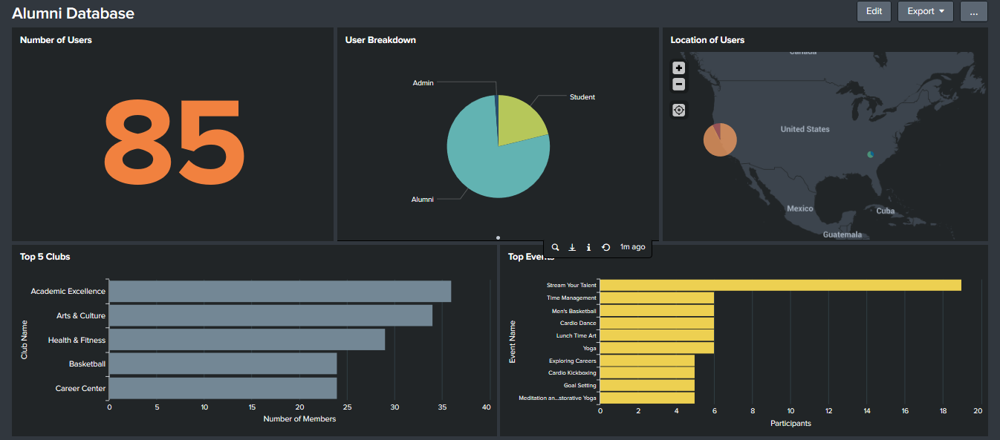 Alumni Database
Edit
Export
...
Number of Users
85
User Breakdown
Admin
Student
Alumni
Location of Users
Canada
United States
Mexico
Cuba
Guatemala
1m ago
Top 5 Clubs
Club Name
Academic Excellence
Arts & Culture
Health & Fitness
Basketball
Career Center
0 5 10 15 20 25 30 35 40
Number of Members
Top Events
Event Name
Stream Your Talent
Time Management
Men's Basketball
Cardio Dance
Lunch Time Art
Yoga
Exploring Careers
Cardio Kickboxing
Goal Setting
Meditation an...storative Yoga
0 2 4 6 8 10 12 14 16 18 20
Participants